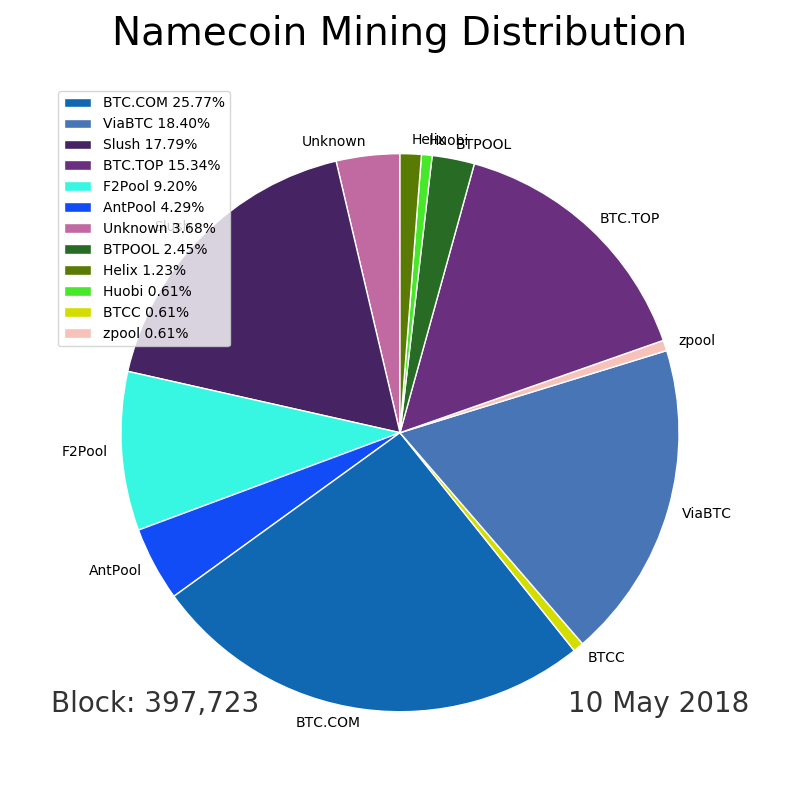 Namecoin Mining Distribution
BTC.COM 25.77%
ViaBTC 18.40%
Slush 17.79%
BTC.TOP 15.34%
F2Pool 9.20%
AntPool 4.29%
Unknown 3.68%
BTPOOL 2.45%
Helix 1.23%
Huobi 0.61%
BTCC 0.61%
zpool 0.61%
Unknown
Helix
Huobi
BTPOOL
BTC.TOP
Slush
zpool
F2Pool
ViaBTC
AntPool
BTCC
Block: 397,723
10 May 2018
BTC.COM